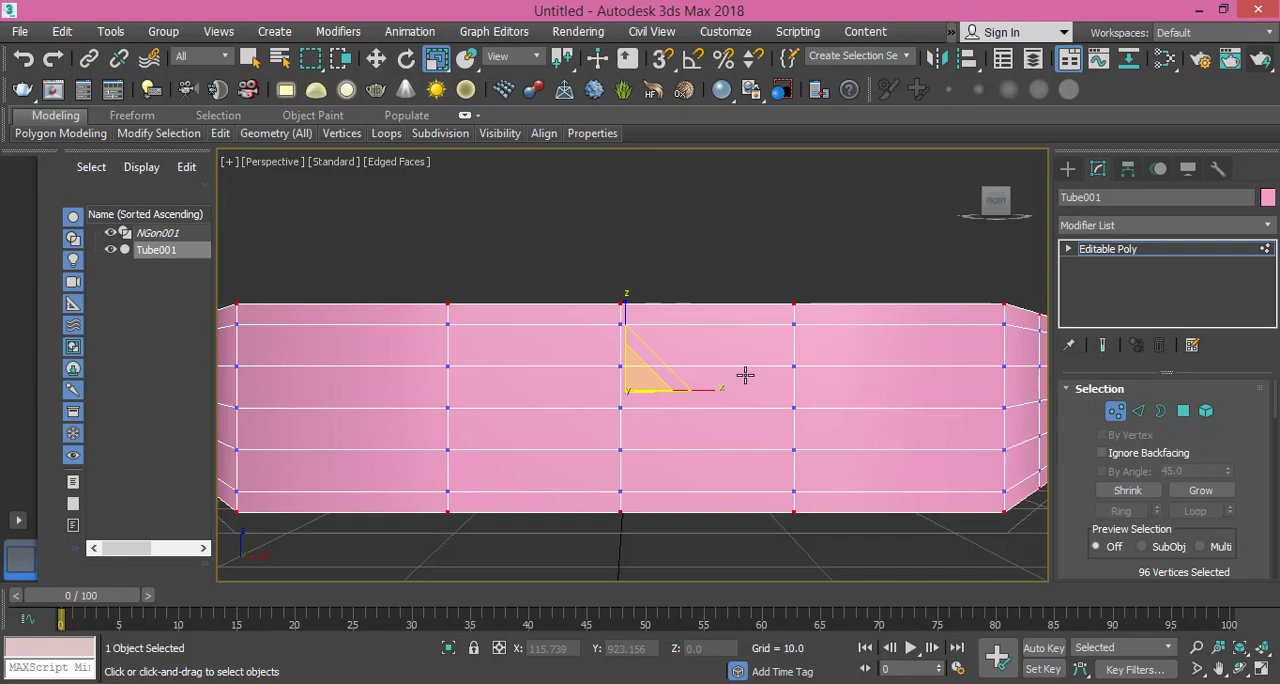 Untitled - Autodesk 3ds Max 2018
File Edit Tools Group Views Create Modifiers Animation Graph Editors Rendering Civil View Customize Scripting Content » Sign In Workspaces: Default
All View Create Selection Se
Modeling Freeform Selection Object Paint Populate
Polygon Modeling Modify Selection Edit Geometry (All) Vertices Loops Subdivision Visibility Align Properties
Select Display Edit
[+] [Perspective] [Standard] [Edged Faces]
FRONT
Name (Sorted Ascending)
NGon001
Tube001
Tube001
Modifier List
Editable Poly
z
x
y
Selection
By Vertex
Ignore Backfacing
By Angle: 45.0
Shrink Grow
Ring Loop
Preview Selection
Off SubObj Multi
96 Vertices Selected
< 0 / 100 >
0 5 10 15 20 25 30 35 40 45 50 55 60 65 70 75 80 85 90 95 100
1 Object Selected X: 115.739 Y: 923.156 Z: 0.0 Grid = 10.0 Auto Key Selected
MAXScript Mi Click or click-and-drag to select objects Add Time Tag 0 Set Key Key Filters...